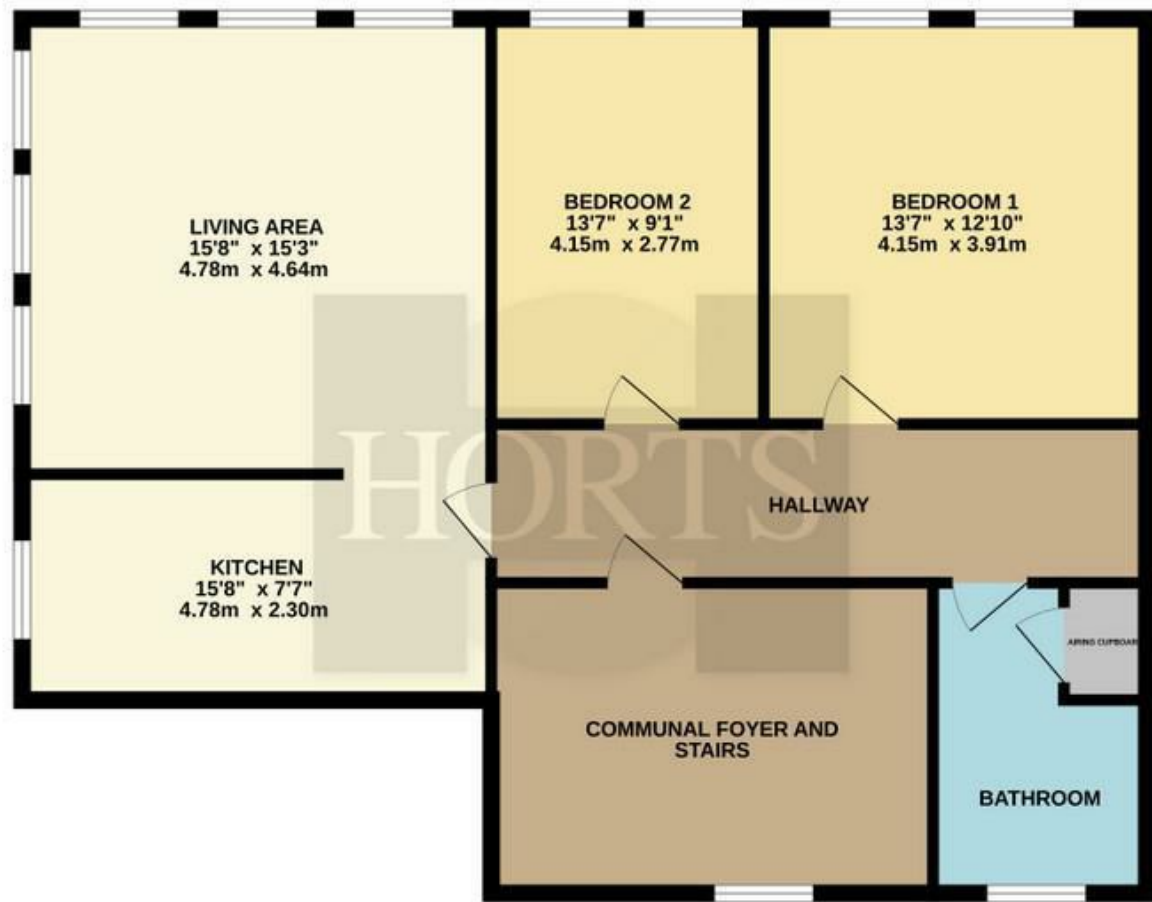 LIVING AREA
15'8" x 15'3"
4.78m x 4.64m
BEDROOM 2
13'7" x 9'1"
4.15m x 2.77m
BEDROOM 1
13'7" x 12'10"
4.15m x 3.91m
HORTS
HALLWAY
KITCHEN
15'8" x 7'7"
4.78m x 2.30m
AIRING CUPBOAR
COMMUNAL FOYER AND
STAIRS
BATHROOM